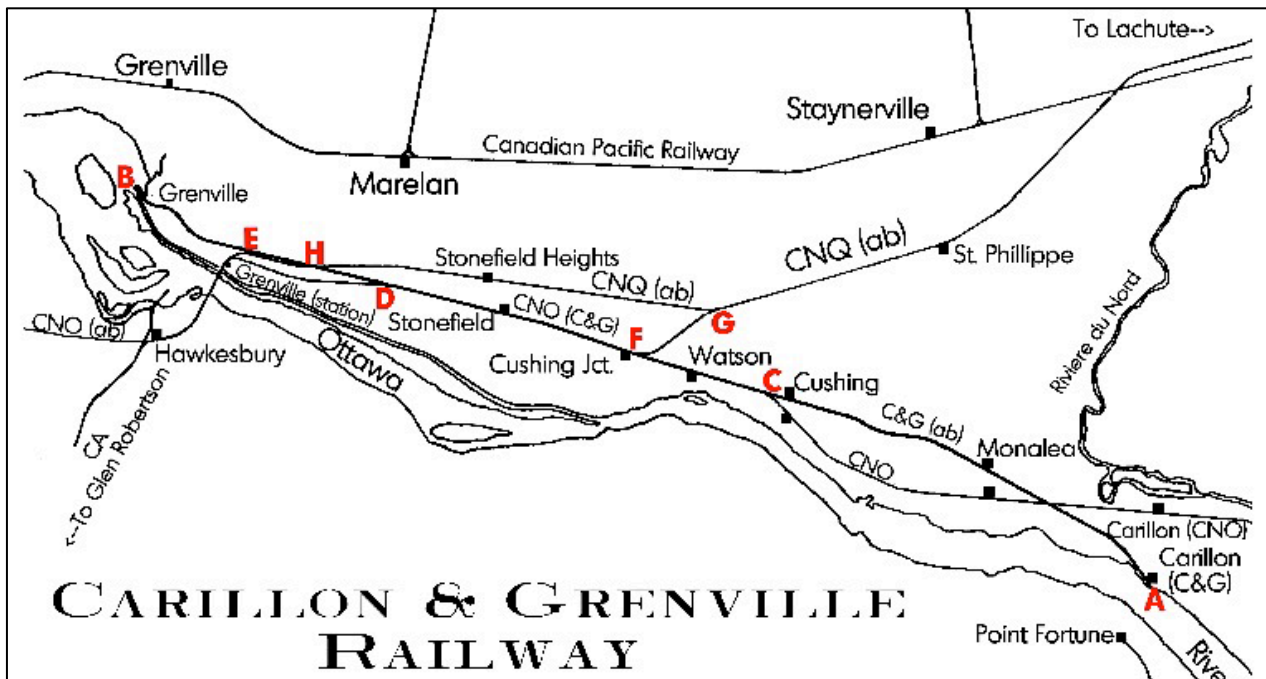 To Lachute-->
Grenville
Staynerville
Canadian Pacific Railway
Marelan
B
Grenville
E
H
Stonefield Heights
CNQ (ab)
CNQ (ab)
St. Phillippe
Riviere du Nord
Grenville (station)
D
Stonefield
CNO (C&G)
G
F
CNO (ab)
Hawkesbury
Ottawa
Cushing Jct.
Watson
C
Cushing
C&G (ab)
Monalea
CNO
CA
<--To Glen Robertson
Carillon (CNO)
Carillon
(C&G)
A
Point Fortune
River
CARILLON & GRENVILLE
RAILWAY